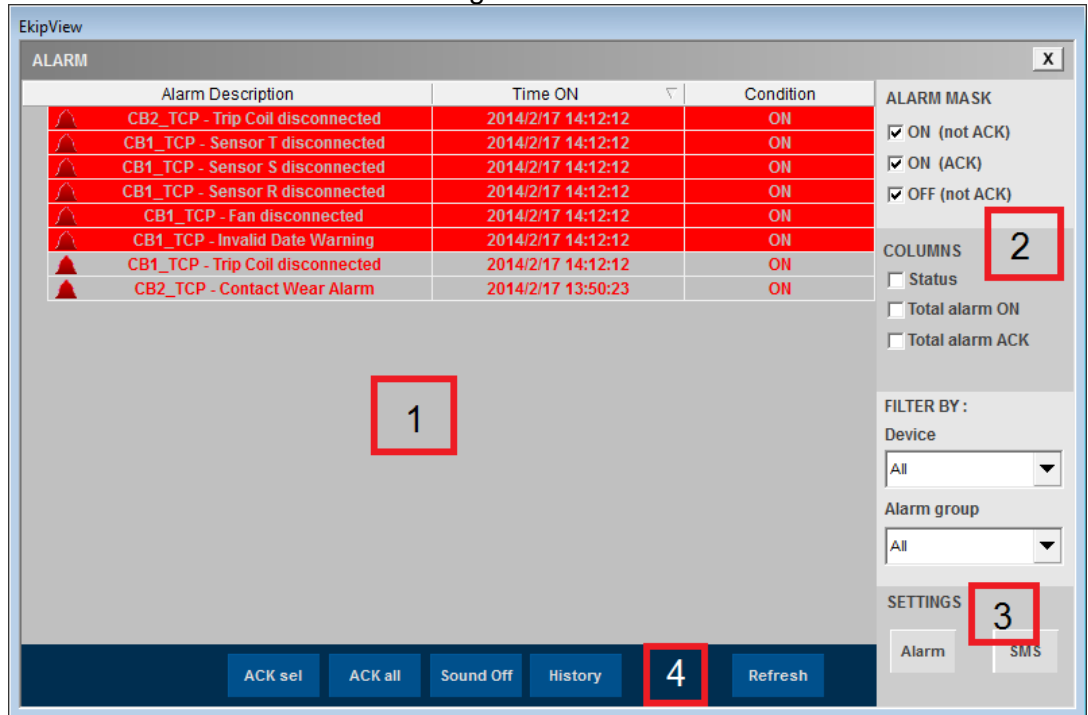 EkipView
ALARM
X
Alarm Description Time ON Condition
CB2_TCP - Trip Coil disconnected 2014/2/17 14:12:12 ON
CB1_TCP - Sensor T disconnected 2014/2/17 14:12:12 ON
CB1_TCP - Sensor S disconnected 2014/2/17 14:12:12 ON
CB1_TCP - Sensor R disconnected 2014/2/17 14:12:12 ON
CB1_TCP - Fan disconnected 2014/2/17 14:12:12 ON
CB1_TCP - Invalid Date Warning 2014/2/17 14:12:12 ON
CB1_TCP - Trip Coil disconnected 2014/2/17 14:12:12 ON
CB2_TCP - Contact Wear Alarm 2014/2/17 13:50:23 ON
1
ALARM MASK
ON (not ACK)
ON (ACK)
OFF (not ACK)
2
COLUMNS
Status
Total alarm ON
Total alarm ACK
FILTER BY :
Device
All
Alarm group
All
SETTINGS
3
Alarm SMS
ACK sel ACK all Sound Off History 4 Refresh